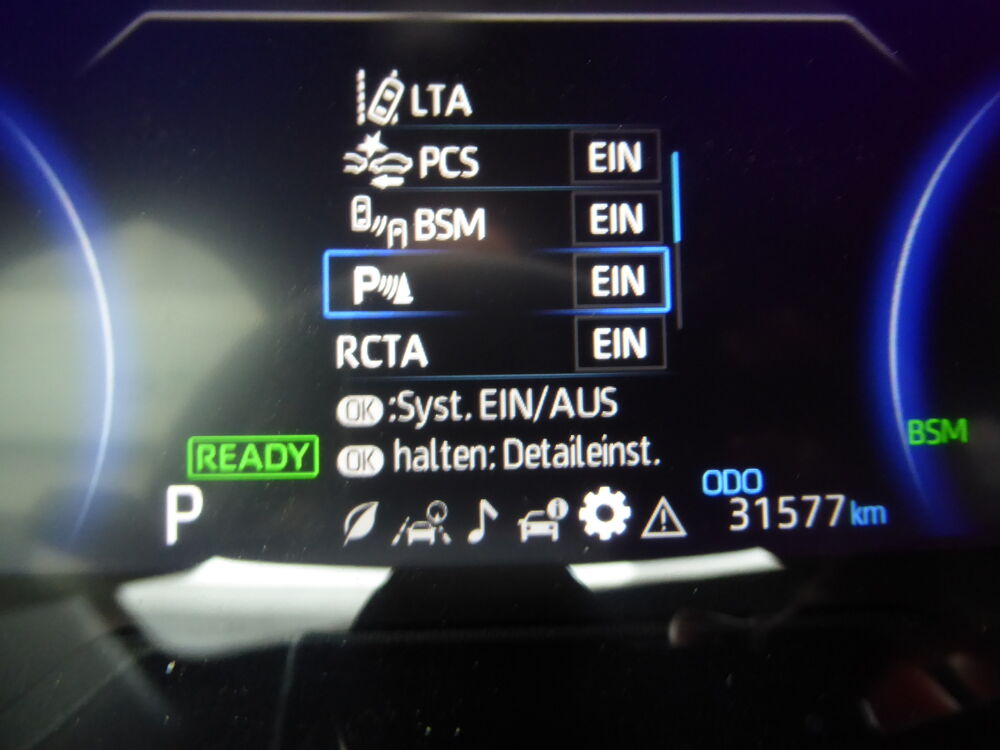 LTA
PCS EIN
BSM EIN
P EIN
RCTA EIN
OK :Syst. EIN/AUS
OK halten: Detaileinst.
BSM
READY
P
ODO
31577 km